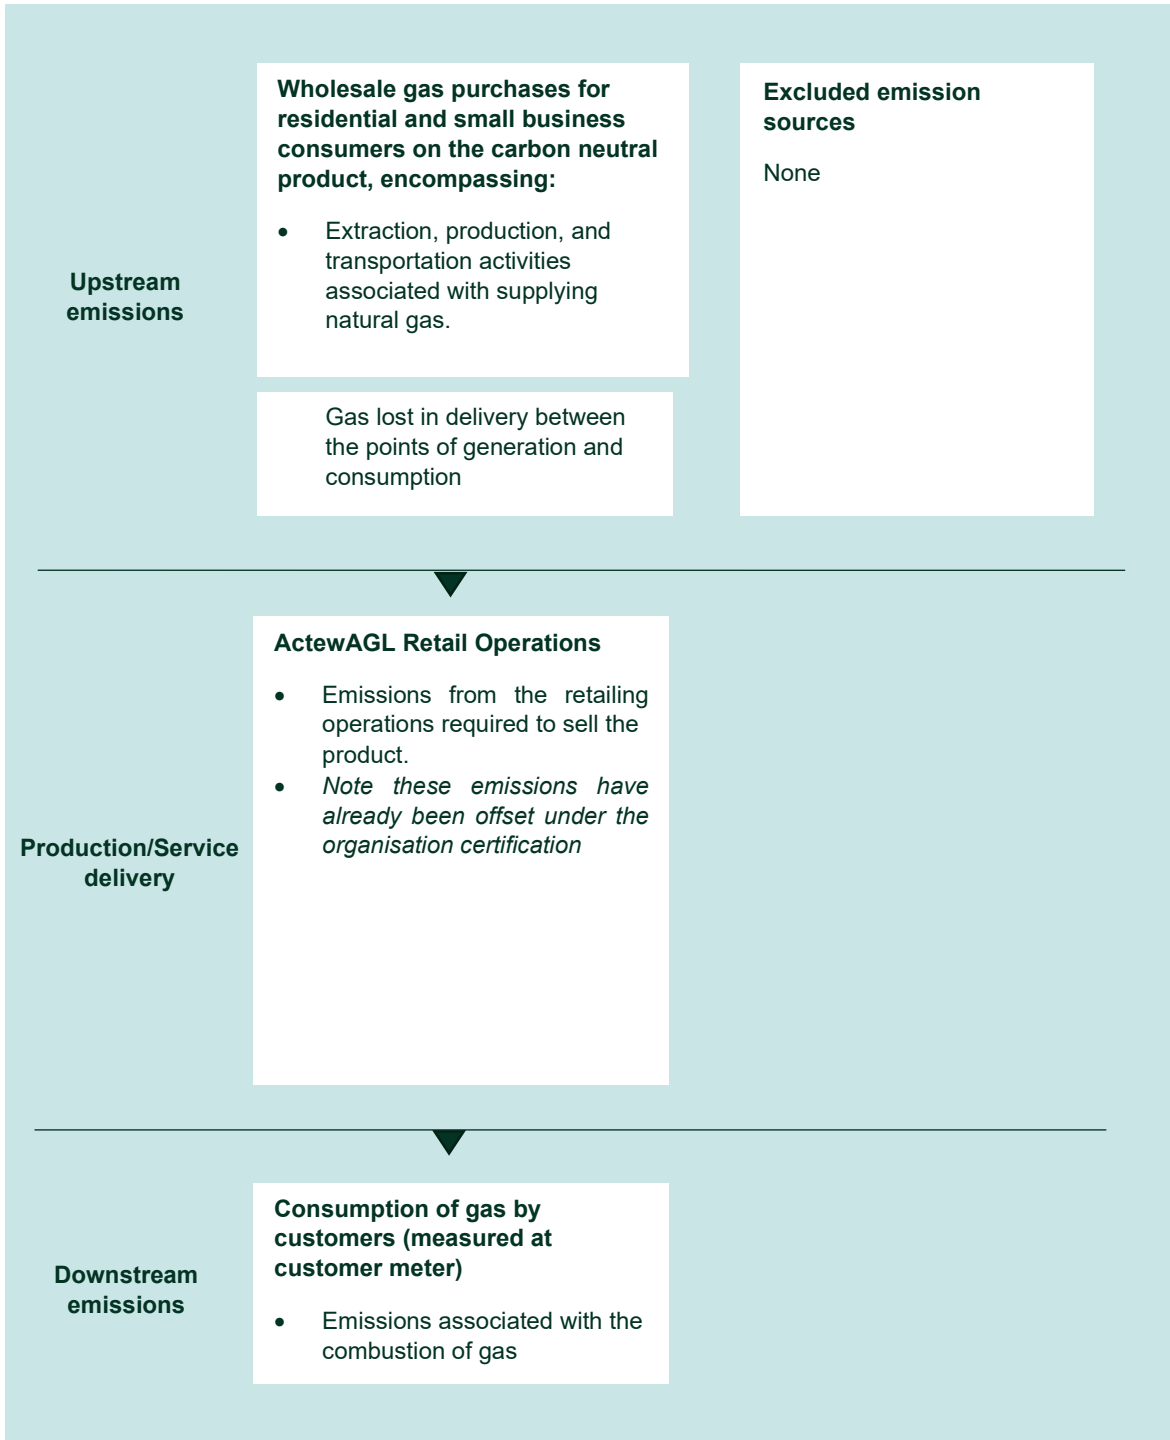 Upstream
emissions
Wholesale gas purchases for
residential and small business
consumers on the carbon neutral
product, encompassing:
• Extraction, production, and
transportation activities
associated with supplying
natural gas.
Gas lost in delivery between
the points of generation and
consumption
Excluded emission
sources
None
Production/Service
delivery
ActewAGL Retail Operations
• Emissions from the retailing
operations required to sell the
product.
• Note these emissions have
already been offset under the
organisation certification
Downstream
emissions
Consumption of gas by
customers (measured at
customer meter)
• Emissions associated with the
combustion of gas